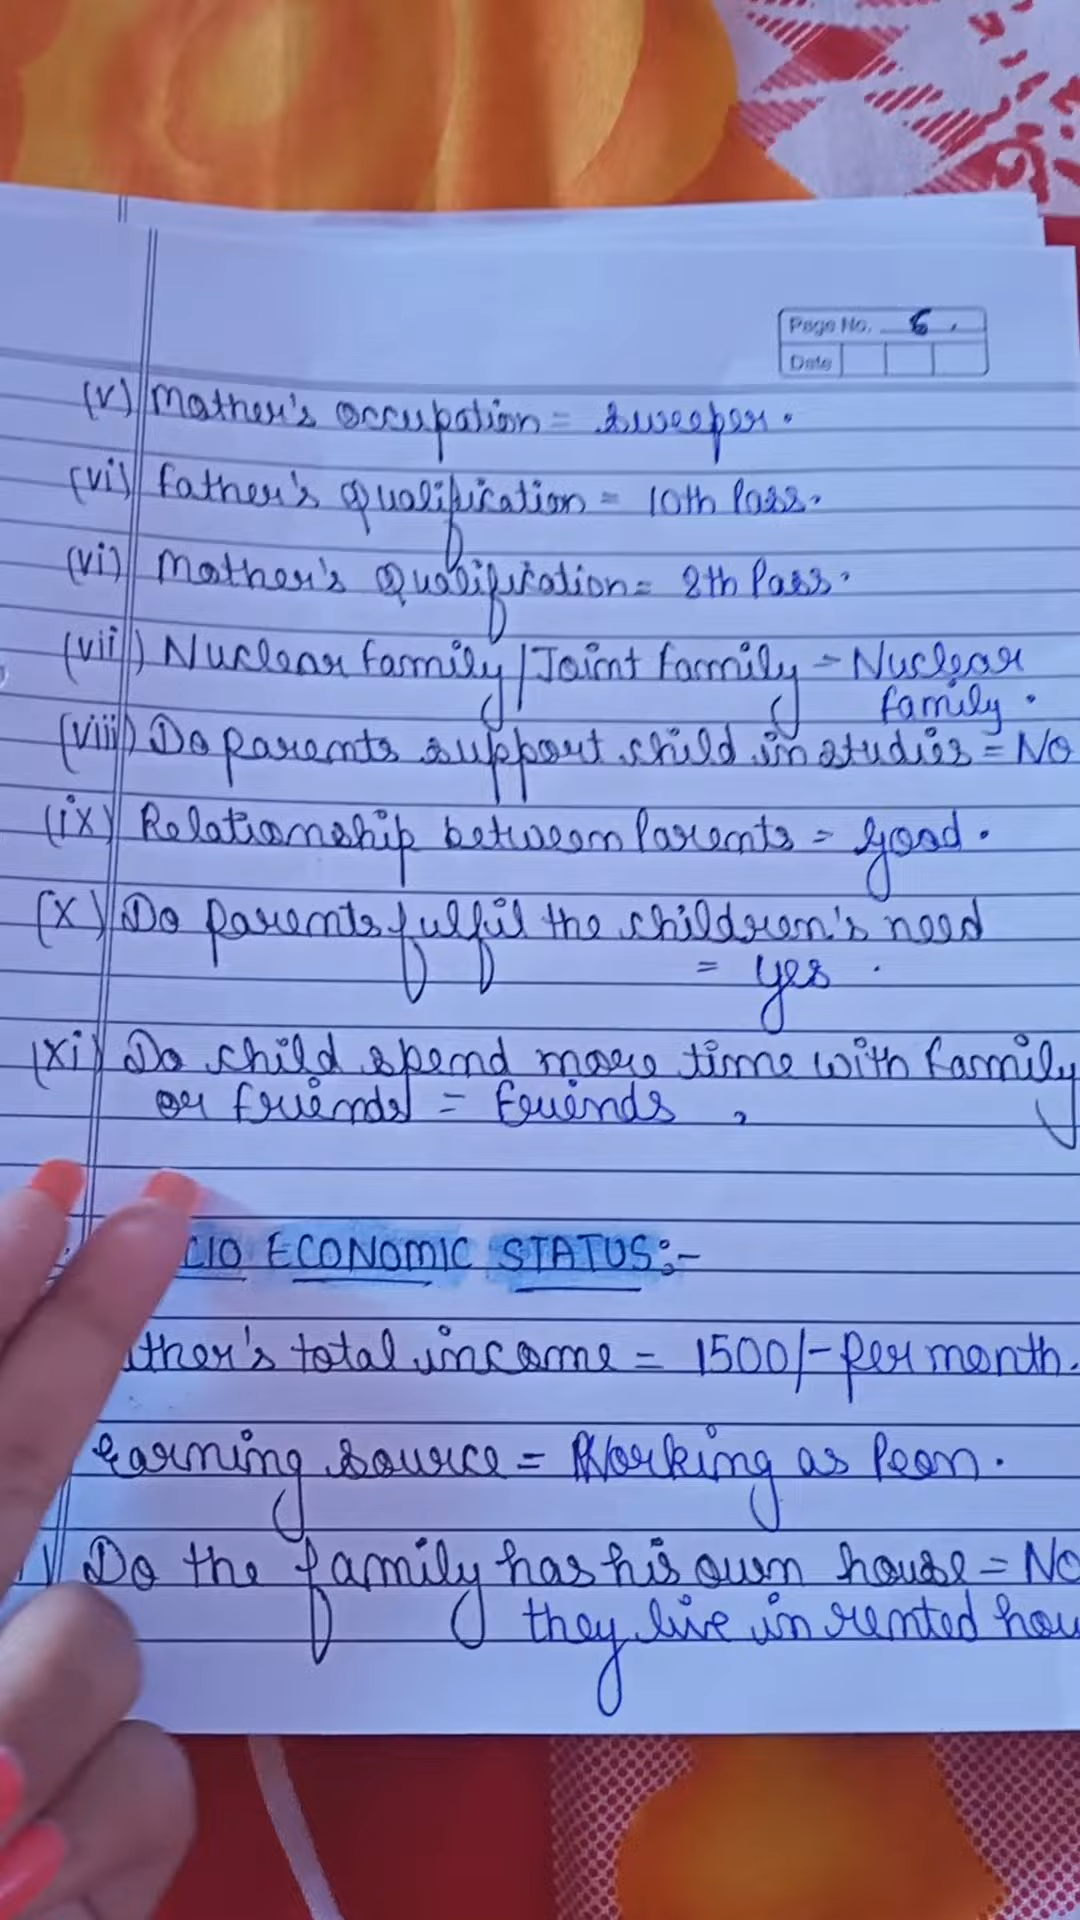 Page No. 6.
Date
(v) Mother's occupation = Sweeper.
(vi) Father's Qualification = 10th Pass.
(vi) Mother's Qualification = 8th Pass.
(vii) Nuclear family/Joint family = Nuclear
family.
(viii) Do parents support child in studies = No
(ix) Relationship between Parents = good.
(x) Do parents fulfil the children's need
= yes.
(xi) Do child spend more time with family
or friends = friends,
CIO ECONOMIC STATUS:-
ther's total income = 1500/- per month.
Earning source = Working as Peon.
) Do the family has his own house = No
they live in rented hou